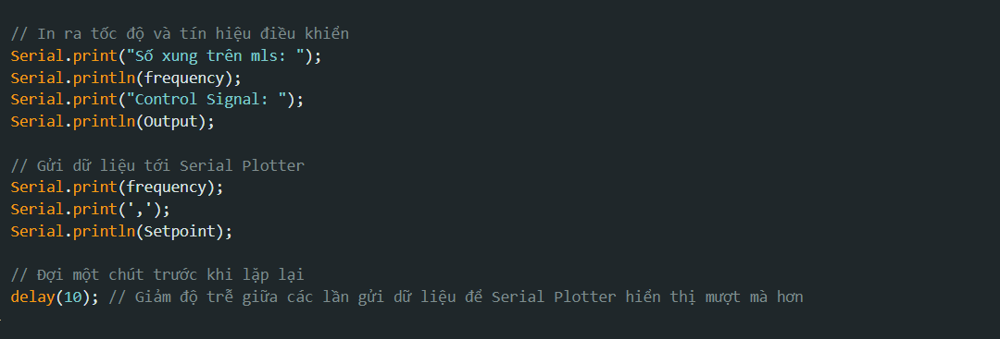 // In ra tốc độ và tín hiệu điều khiển
Serial.print("Số xung trên mls: ");
Serial.println(frequency);
Serial.print("Control Signal: ");
Serial.println(Output);
// Gửi dữ liệu tới Serial Plotter
Serial.print(frequency);
Serial.print(',');
Serial.println(Setpoint);
// Đợi một chút trước khi lặp lại
delay(10); // Giảm độ trễ giữa các lần gửi dữ liệu để Serial Plotter hiển thị mượt mà hơn